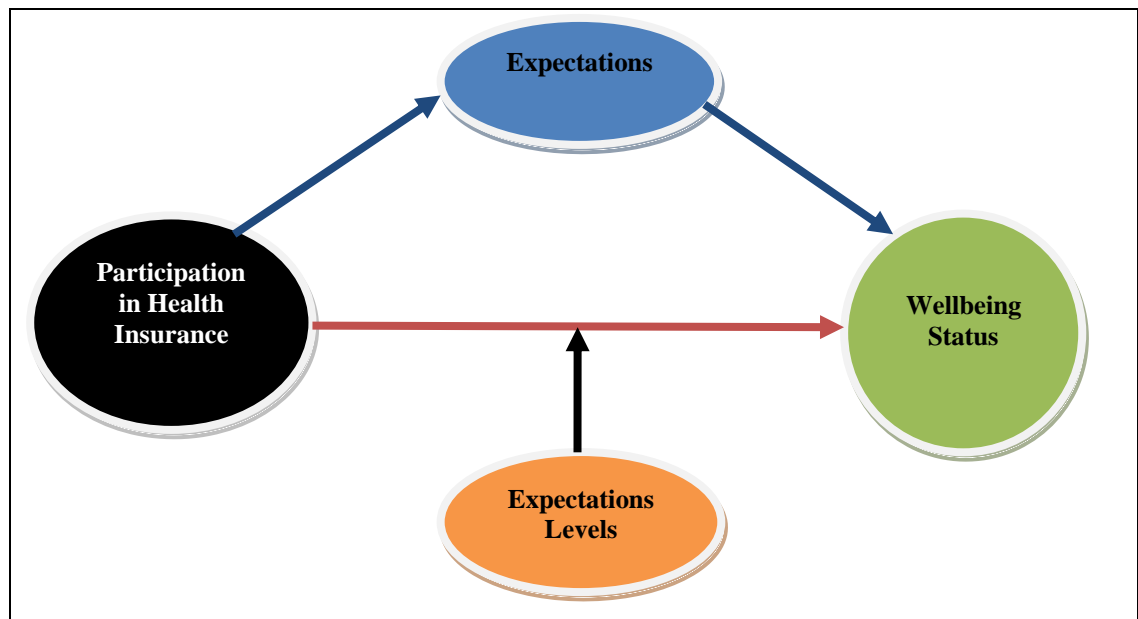 Expectations
Participation
in Health
Insurance
Wellbeing
Status
Expectations
Levels